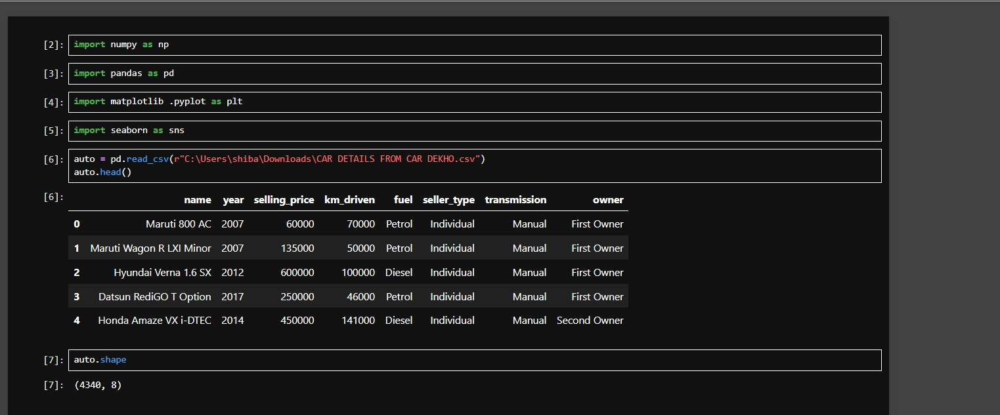 [2]: import numpy as np
[3]: import pandas as pd
[4]: import matplotlib .pyplot as plt
[5]: import seaborn as sns
[6]: auto = pd.read_csv(r"C:\Users\shiba\Downloads\CAR DETAILS FROM CAR DEKHO.csv")
auto.head()
[6]:
name year selling_price km_driven fuel seller_type transmission owner
0 Maruti 800 AC 2007 60000 70000 Petrol Individual Manual First Owner
1 Maruti Wagon R LXI Minor 2007 135000 50000 Petrol Individual Manual First Owner
2 Hyundai Verna 1.6 SX 2012 600000 100000 Diesel Individual Manual First Owner
3 Datsun RediGO T Option 2017 250000 46000 Petrol Individual Manual First Owner
4 Honda Amaze VX i-DTEC 2014 450000 141000 Diesel Individual Manual Second Owner
[7]: auto.shape
[7]: (4340, 8)